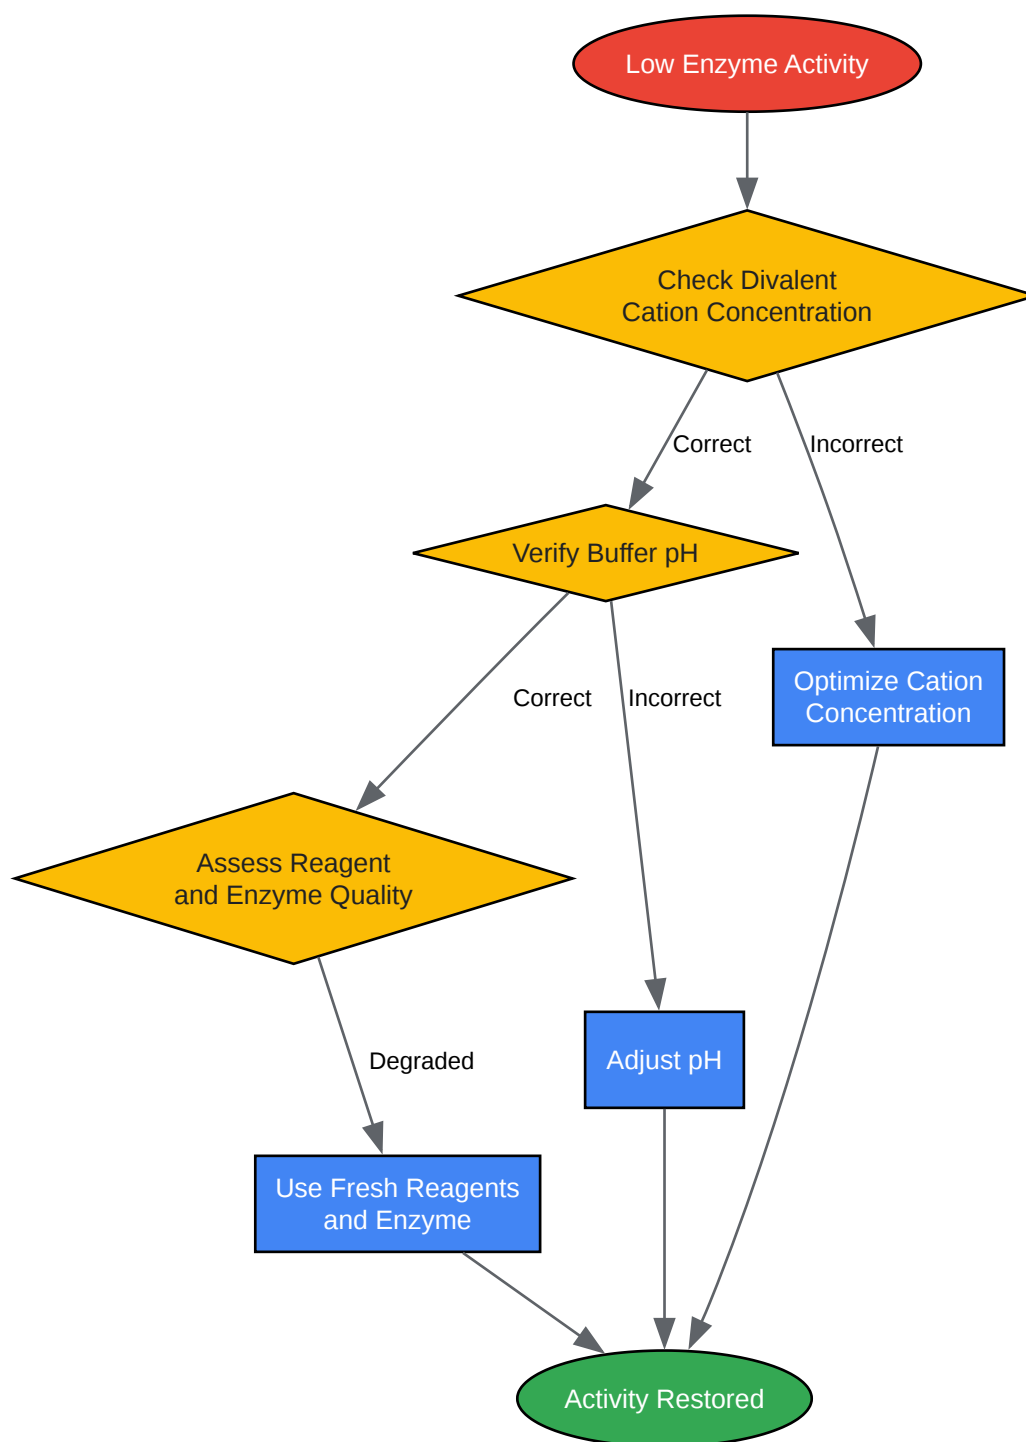 Low Enzyme Activity
Check Divalent
Cation Concentration
Correct
Incorrect
Verify Buffer pH
Optimize Cation
Concentration
Correct
Incorrect
Assess Reagent
and Enzyme Quality
Degraded
Adjust pH
Use Fresh Reagents
and Enzyme
Activity Restored